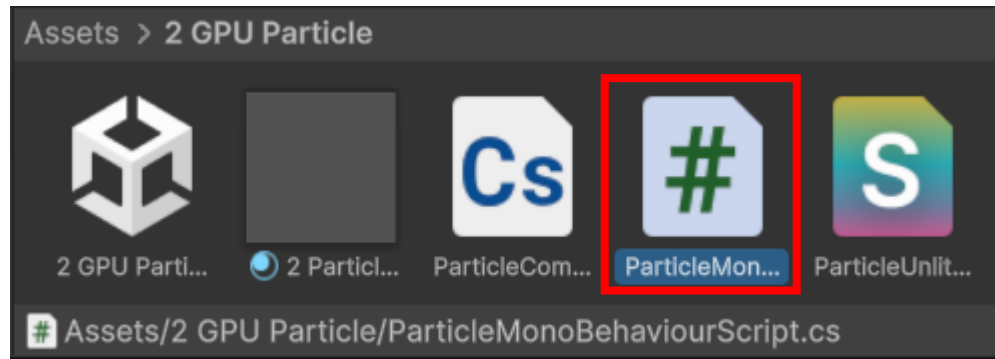 Assets > 2 GPU Particle
Cs
#
S
2 GPU Parti...
2 Particl...
ParticleCom...
ParticleMon...
ParticleUnlit...
# Assets/2 GPU Particle/ParticleMonoBehaviourScript.cs